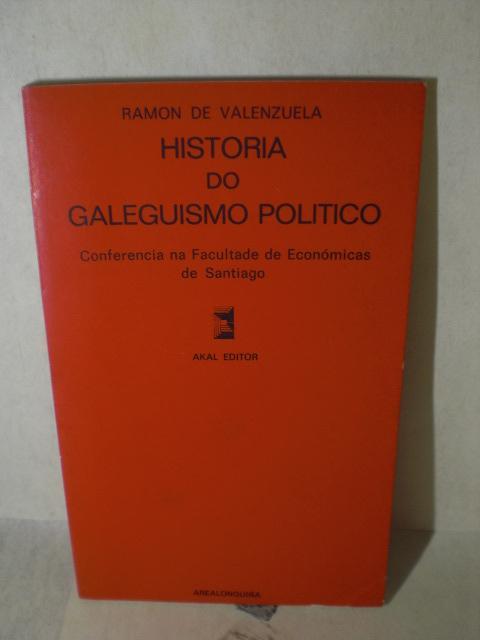 RAMON DE VALENZUELA
HISTORIA
DO
GALEGUISMO POLITICO
Conferencia na Facultade de Económicas
de Santiago
AKAL EDITOR
AREALONGUIÑA